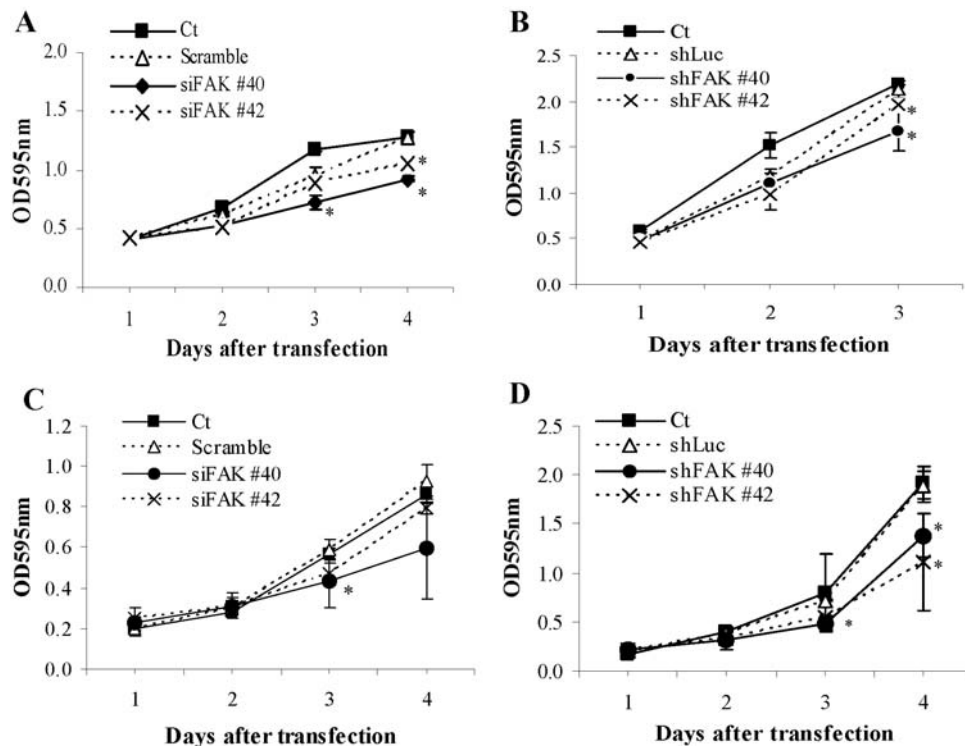 A
Ct
Scramble
siFAK #40
siFAK #42
2.0
1.5
1.0
0.5
0.0
OD595nm
*
*
*
1
2
3
4
Days after transfection
B
Ct
shLuc
shFAK #40
shFAK #42
2.5
2.0
1.5
1.0
0.5
0.0
OD595nm
*
*
1
2
3
Days after transfection
C
Ct
Scramble
siFAK #40
siFAK #42
1.2
1.0
0.8
0.6
0.4
0.2
0.0
OD595nm
*
1
2
3
4
Days after transfection
D
Ct
shLuc
shFAK #40
shFAK #42
2.5
2.0
1.5
1.0
0.5
0.0
OD595nm
*
*
*
1
2
3
4
Days after transfection